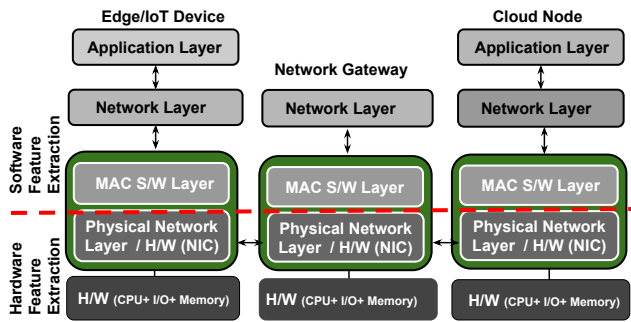 Edge/IoT Device
Cloud Node
Application Layer
Application Layer
Network Gateway
Network Layer
Network Layer
Network Layer
Software
Feature
Extraction
MAC S/W Layer
MAC S/W Layer
MAC S/W Layer
Physical Network
Layer / H/W (NIC)
Physical Network
Layer / H/W (NIC)
Physical Network
Layer / H/W (NIC)
Hardware
Feature
Extraction
H/W (CPU+ I/O+ Memory)
H/W (CPU+ I/O+ Memory)
H/W (CPU+ I/O+ Memory)